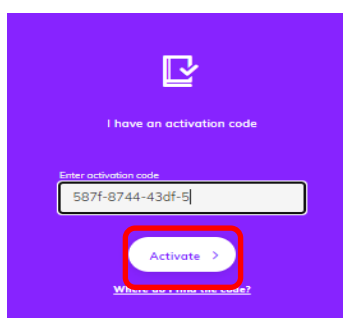 I have an activation code
Enter activation code
587f-8744-43df-5
Activate >
Where do I find the code?